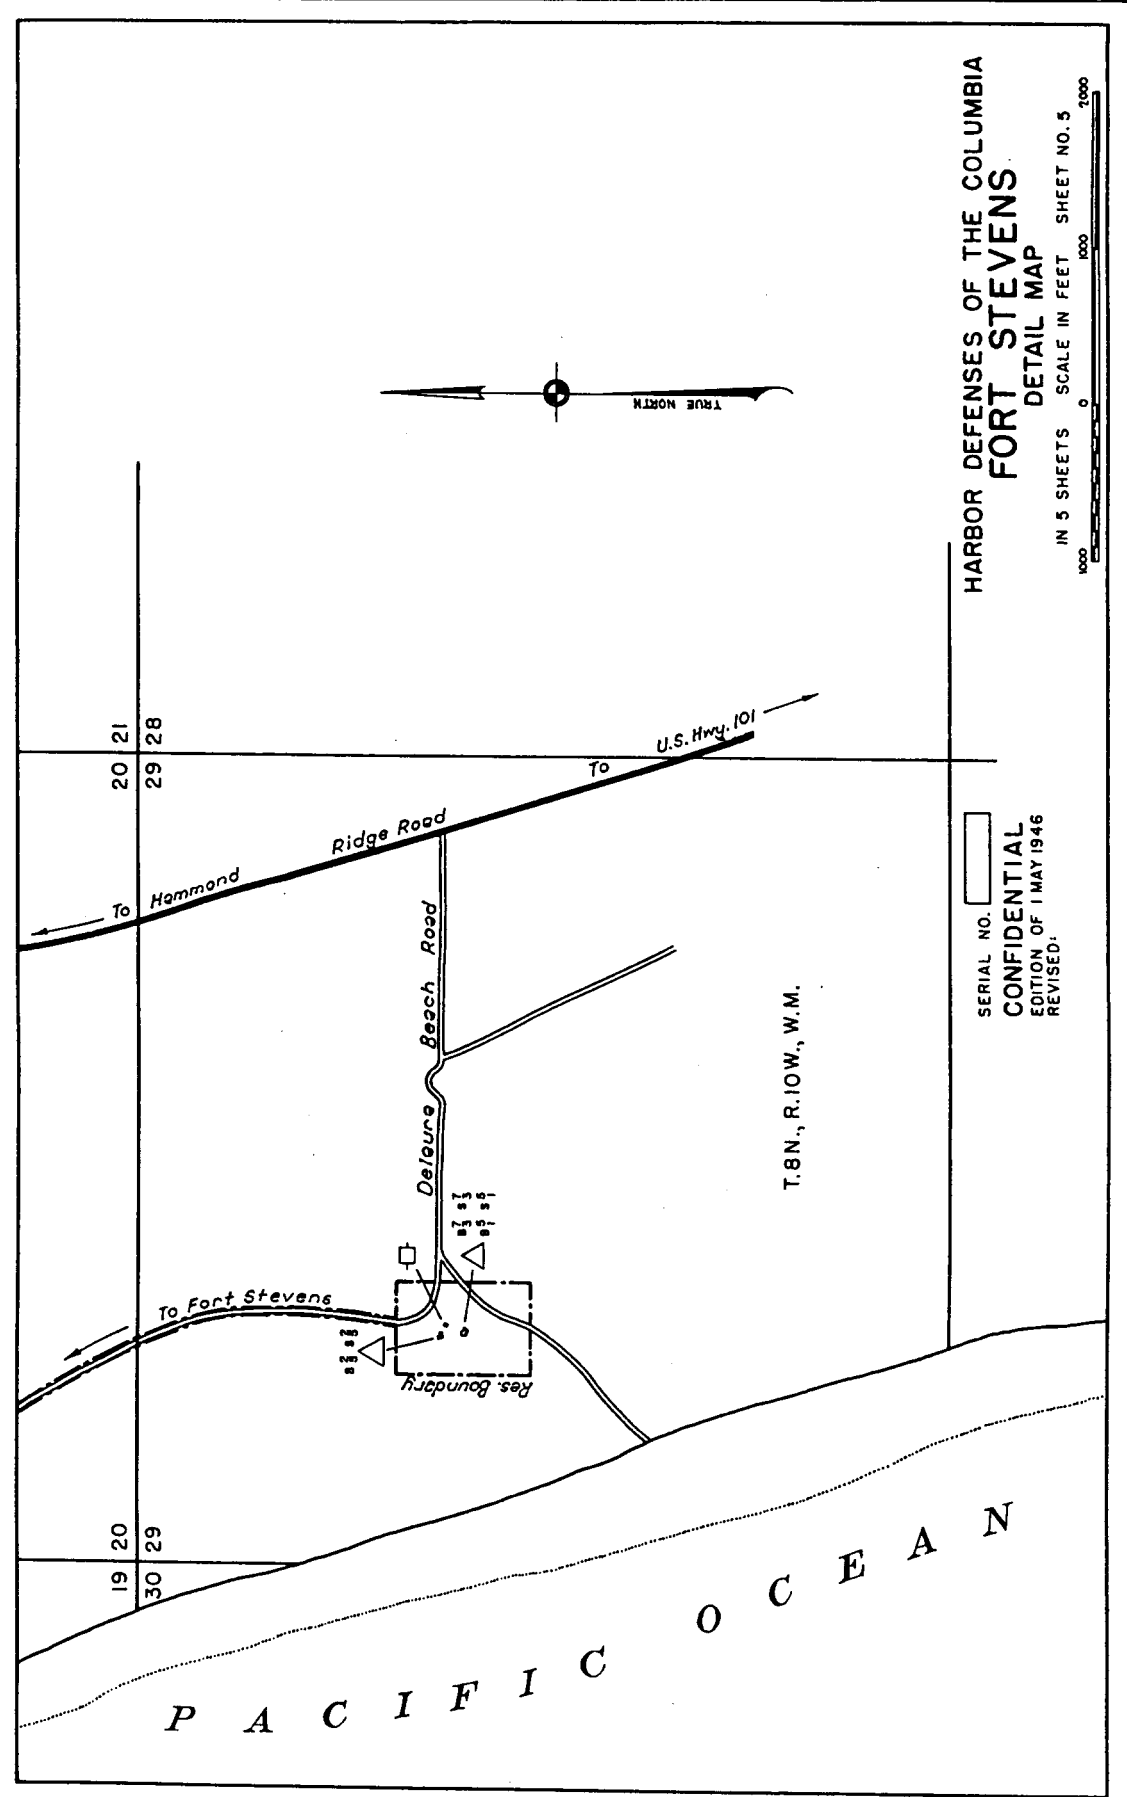 HARBOR DEFENSES OF THE COLUMBIA
FORT STEVENS
DETAIL MAP
IN 5 SHEETS SCALE IN FEET SHEET NO. 5
1000 0 1000 2000
SERIAL NO.
CONFIDENTIAL
EDITION OF 1 MAY 1946
REVISED:
TRUE NORTH
19 20
30 29
20 21
29 28
To Hammond
Ridge Road
To U.S. Hwy. 101
Delaura Beach Road
To Fort Stevens
Res. Boundary
T. 8 N., R. 10 W., W.M.
PACIFIC OCEAN